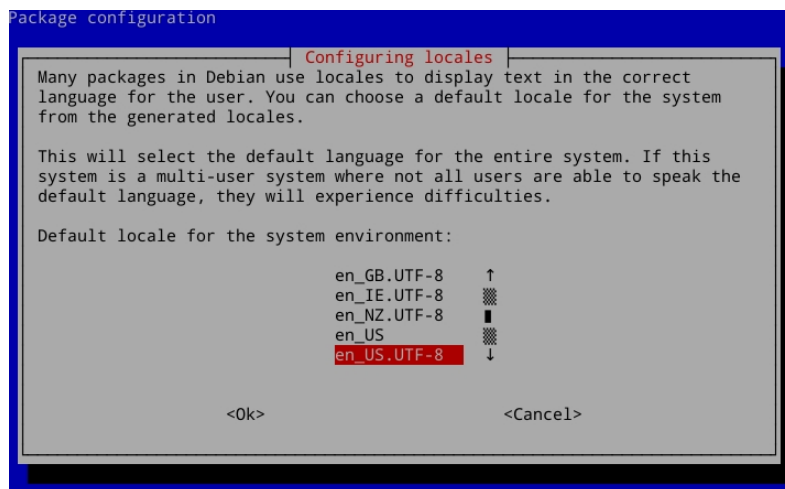 Package configuration
Configuring locales
Many packages in Debian use locales to display text in the correct
language for the user. You can choose a default locale for the system
from the generated locales.
This will select the default language for the entire system. If this
system is a multi-user system where not all users are able to speak the
default language, they will experience difficulties.
Default locale for the system environment:
en_GB.UTF-8 ↑
en_IE.UTF-8
en_NZ.UTF-8
en_US
en_US.UTF-8 ↓
<Ok> <Cancel>